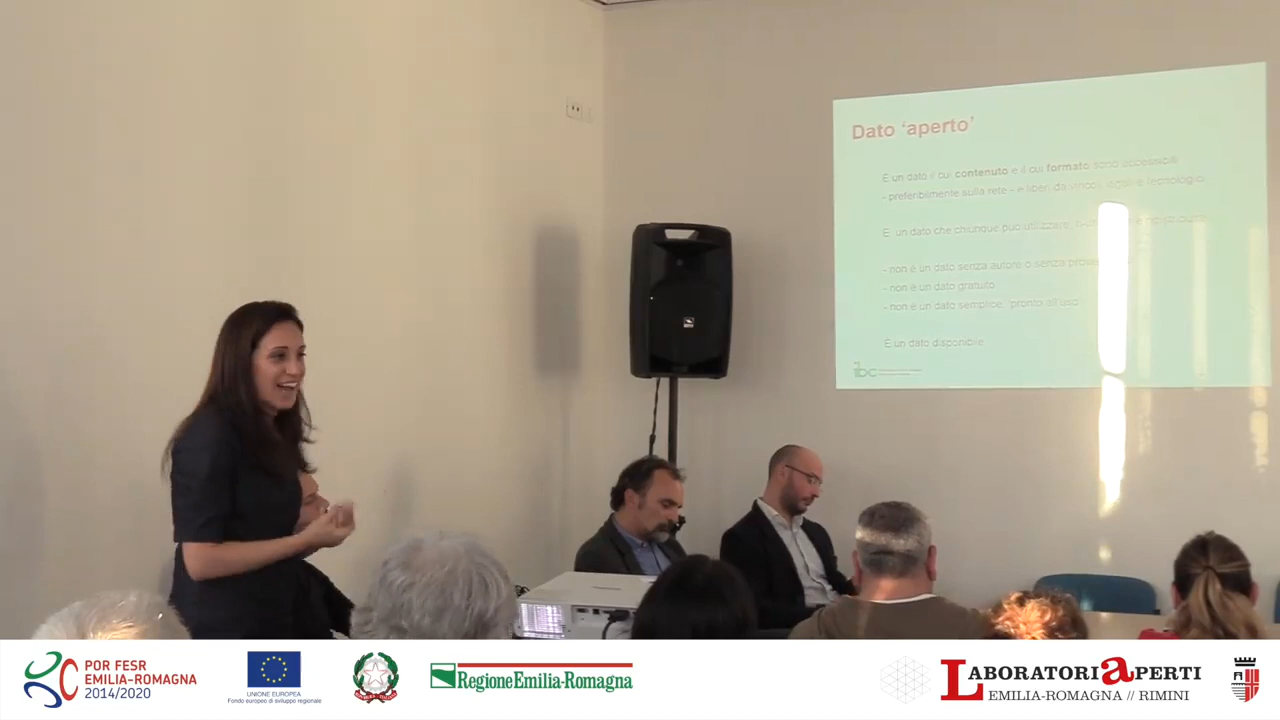 Dato 'aperto'
È un dato il cui contenuto e il cui formato sono accessibili
- preferibilmente sulla rete - e liberi da vincoli legali e tecnologici
E un dato che chiunque può utilizzare,
- non è un dato senza autore o senza
- non è un dato gratuito
- non è un dato semplice, 'pronto all'uso'
È un dato disponibile
ibc
POR FESR
EMILIA-ROMAGNA
2014/2020
UNIONE EUROPEA
Fondo europeo di sviluppo regionale
RegioneEmilia-Romagna
LABORATORI APERTI
EMILIA-ROMAGNA // RIMINI